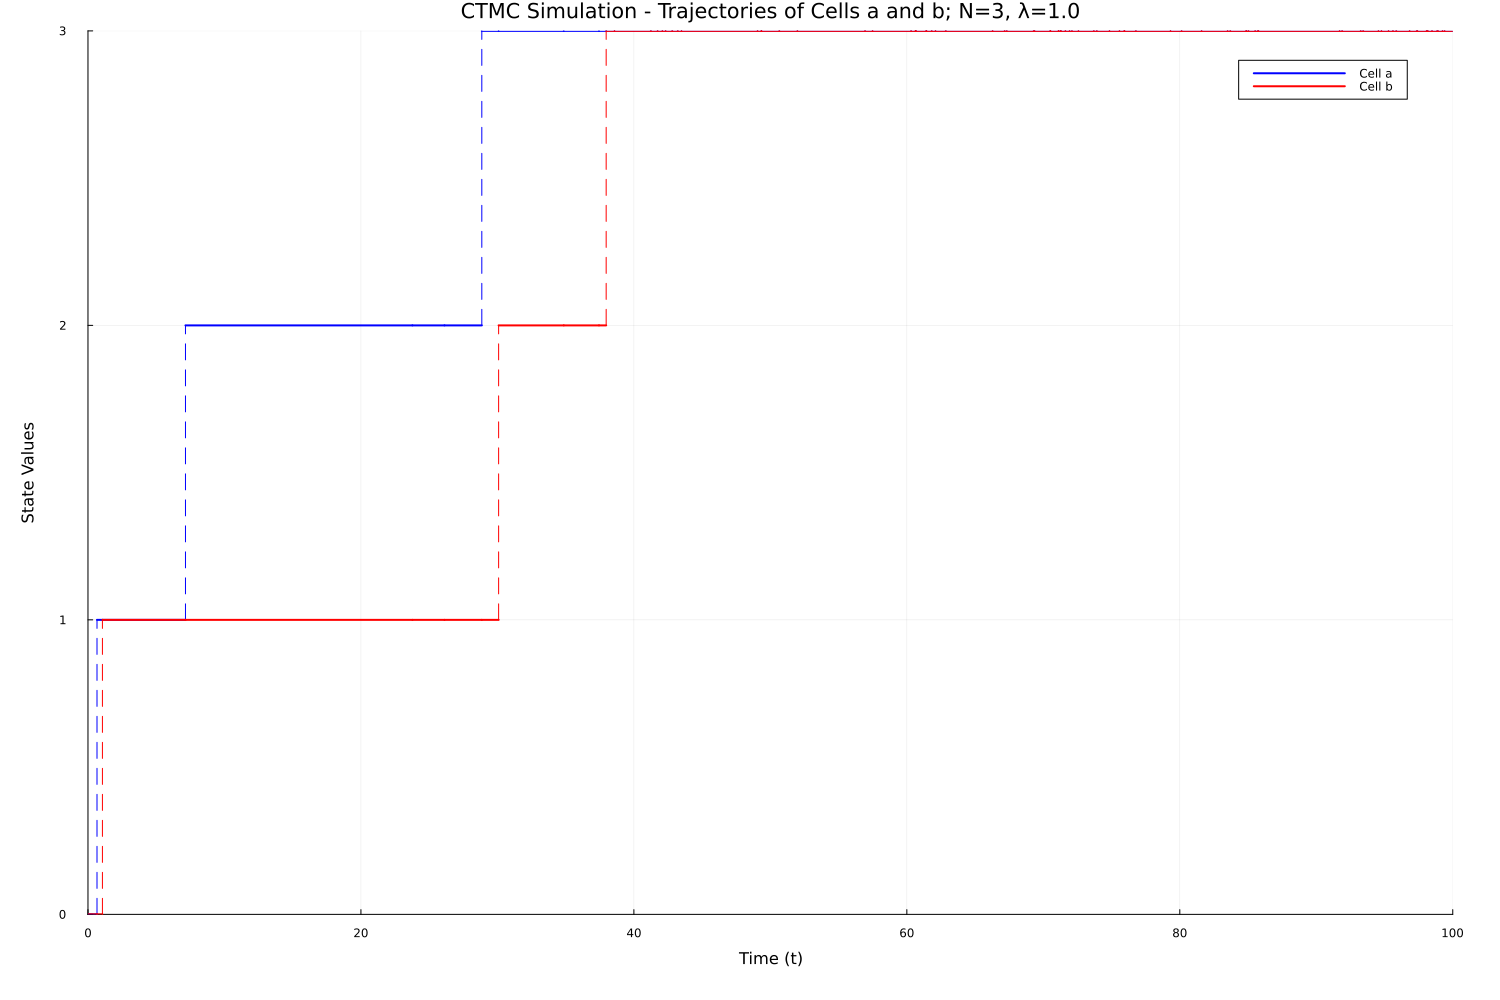 CTMC Simulation - Trajectories of Cells a and b; N=3, λ=1.0
3
Cell a
Cell b
2
State Values
1
0
0 20 40 60 80 100
Time (t)